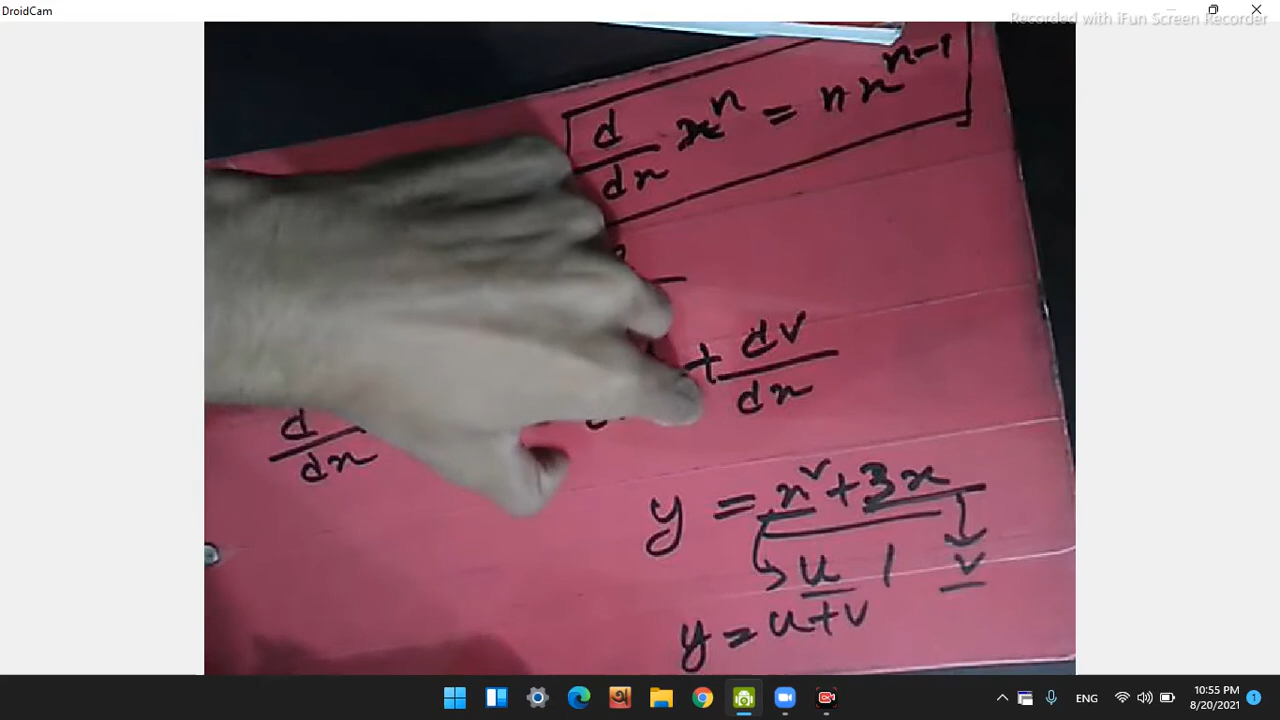 DroidCam
Recorded with iFun Screen Recorder
d/dx x^n = n x^{n-1}
+ dv/dx
d/dx
y = x^2 + 3x
u / v
y = u+v
ENG
10:55 PM
8/20/2021
1